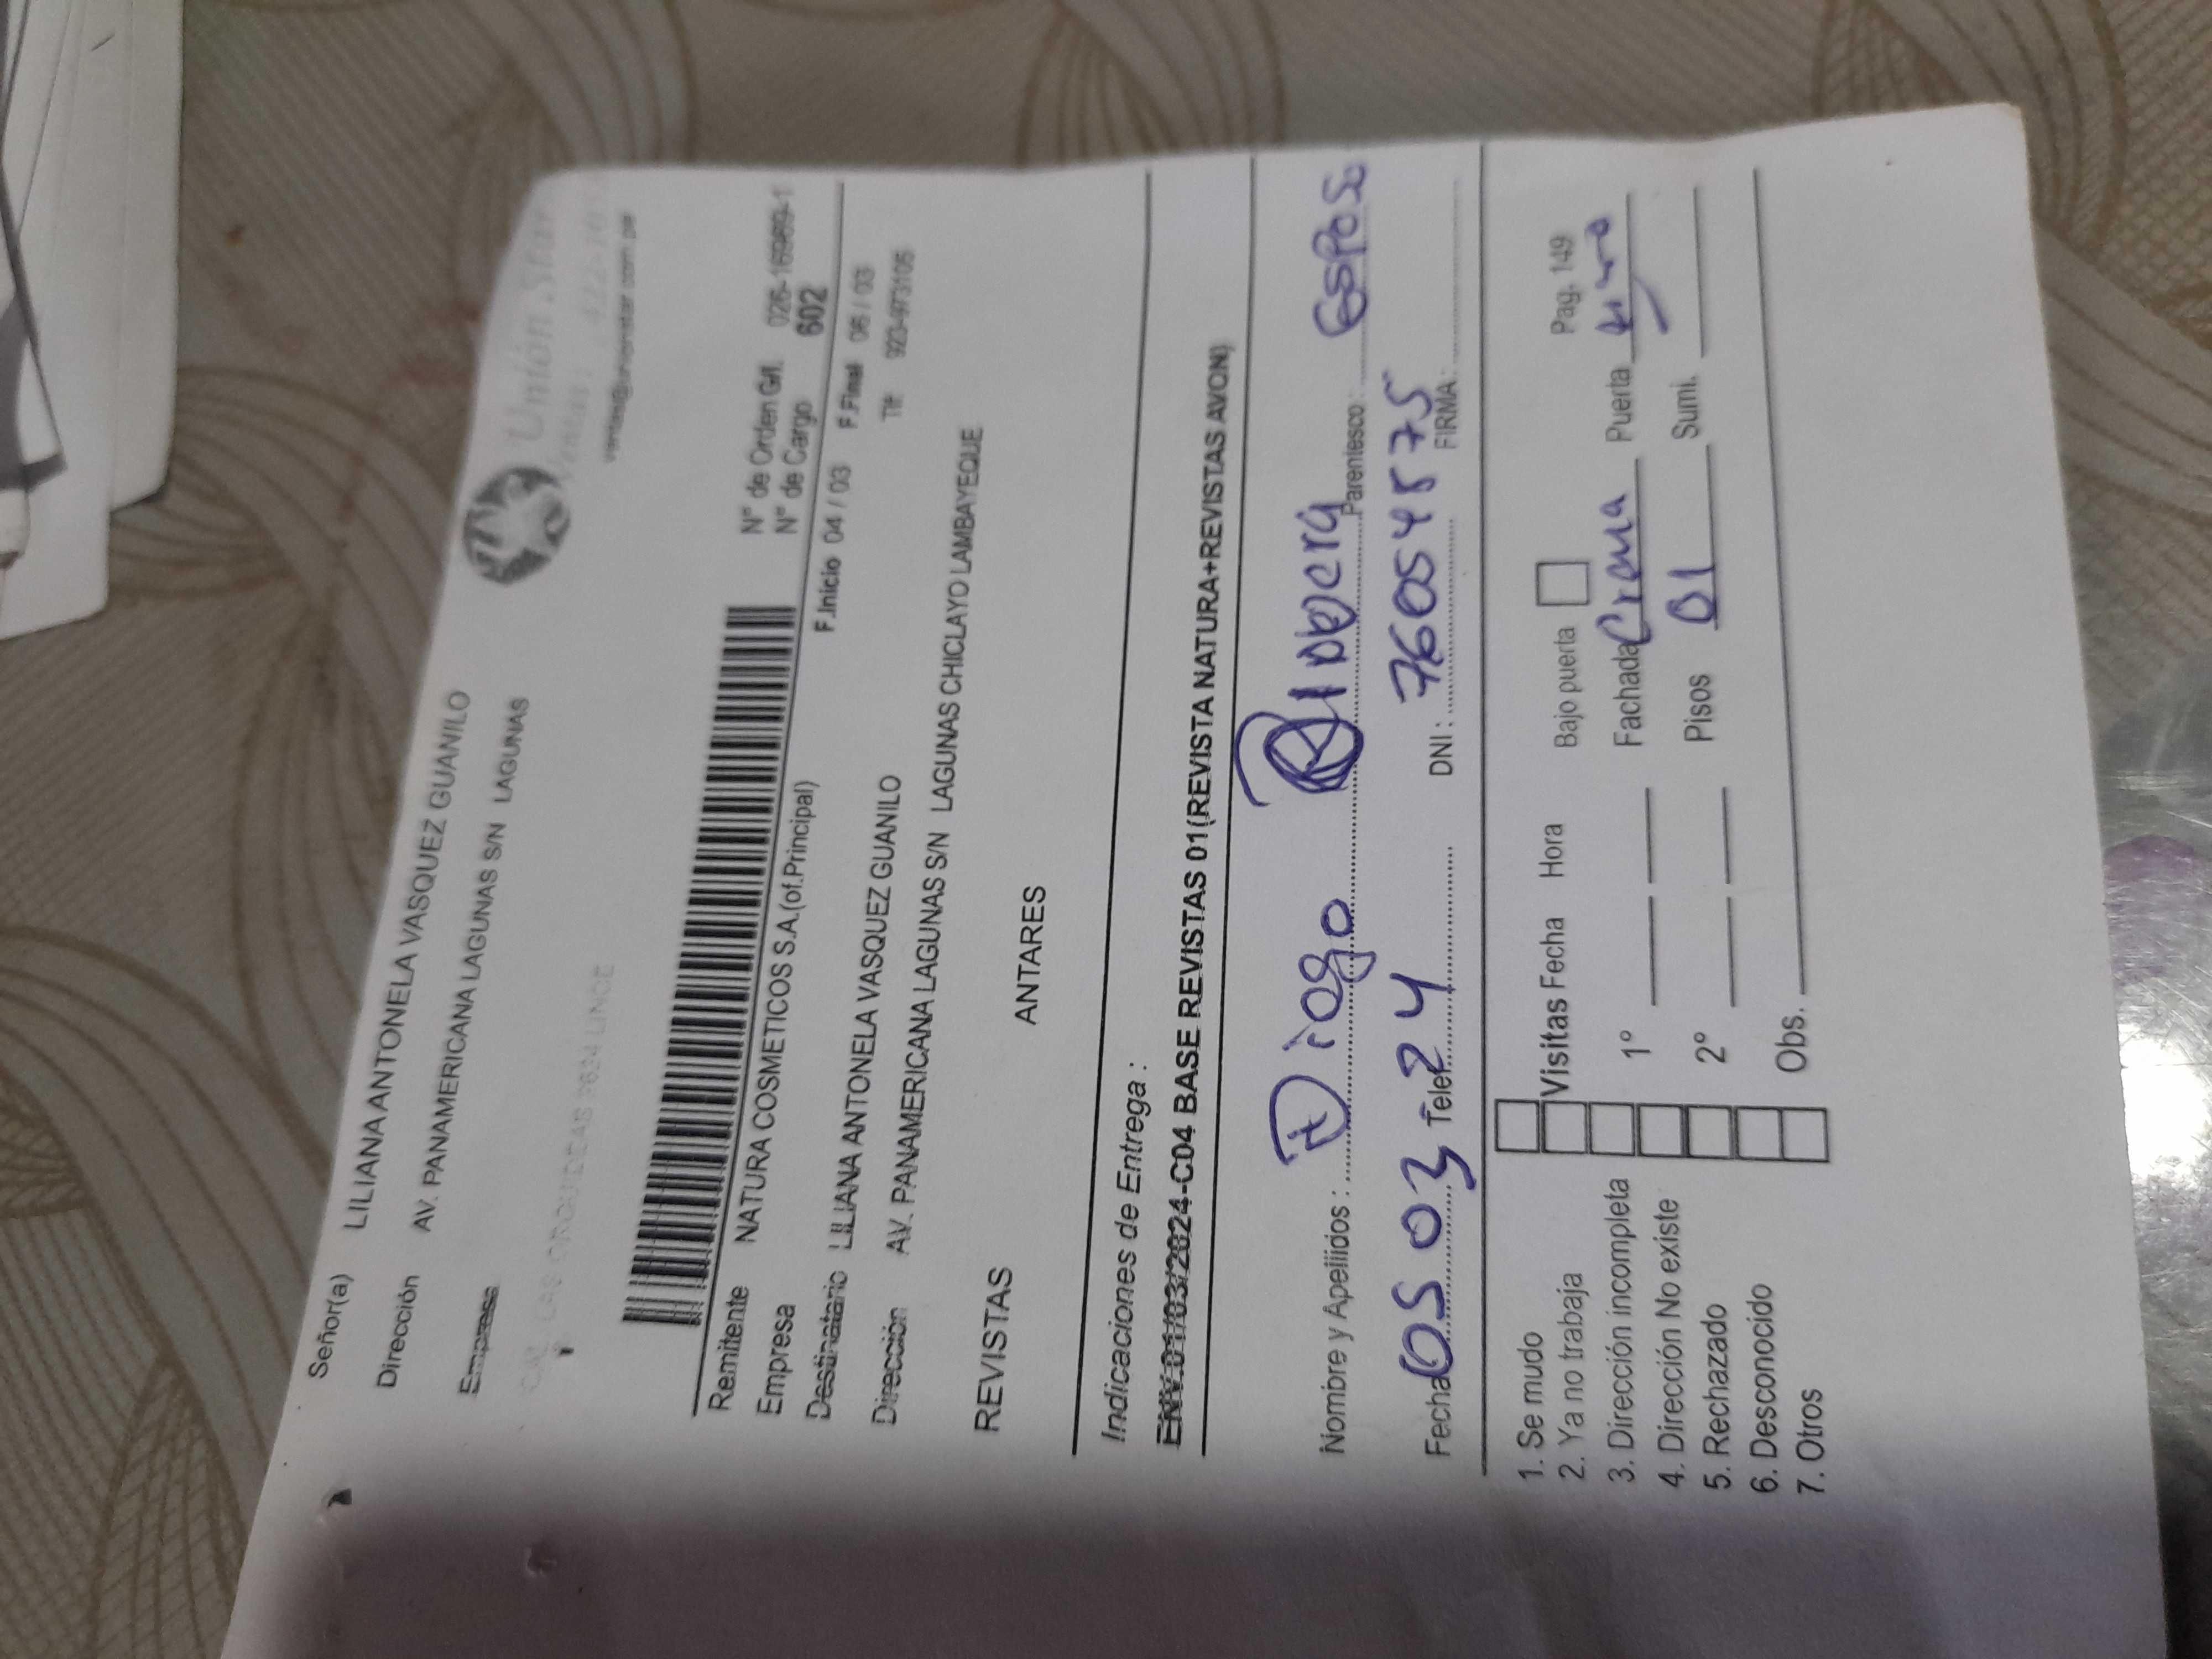 Señor(a) LILIANA ANTONELA VASQUEZ GUANILO
Dirección AV. PANAMERICANA LAGUNAS S/N LAGUNAS
Empresa
Unión Star
ventas@unionstar.com.pe
Remitente
Empresa NATURA COSMETICOS S.A.(of.Principal)
N° de Orden G/I. 026-169
N° de Cargo 602
F.Inicio 04 / 03 F.Final 06 / 03
Destinatario LILIANA ANTONELA VASQUEZ GUANILO
Tlf 923-973105
Dirección AV. PANAMERICANA LAGUNAS S/N LAGUNAS CHICLAYO LAMBAYEQUE
REVISTAS ANTARES
Indicaciones de Entrega :
ENV.01/03/2024-C04 BASE REVISTAS 01(REVISTA NATURA+REVISTAS AVON)
Nombre y Apellidos : Diogo Ribera Parentesco : Esposo
Fecha 05 03 24 Telef. DNI : 76054875 FIRMA :
1. Se mudo
2. Ya no trabaja
3. Dirección incompleta
4. Dirección No existe
5. Rechazado
6. Desconocido
7. Otros
Visitas Fecha Hora Bajo puerta Pag. 149
1° Fachada Crema Puerta
2° Pisos 01 Sumi.
Obs.